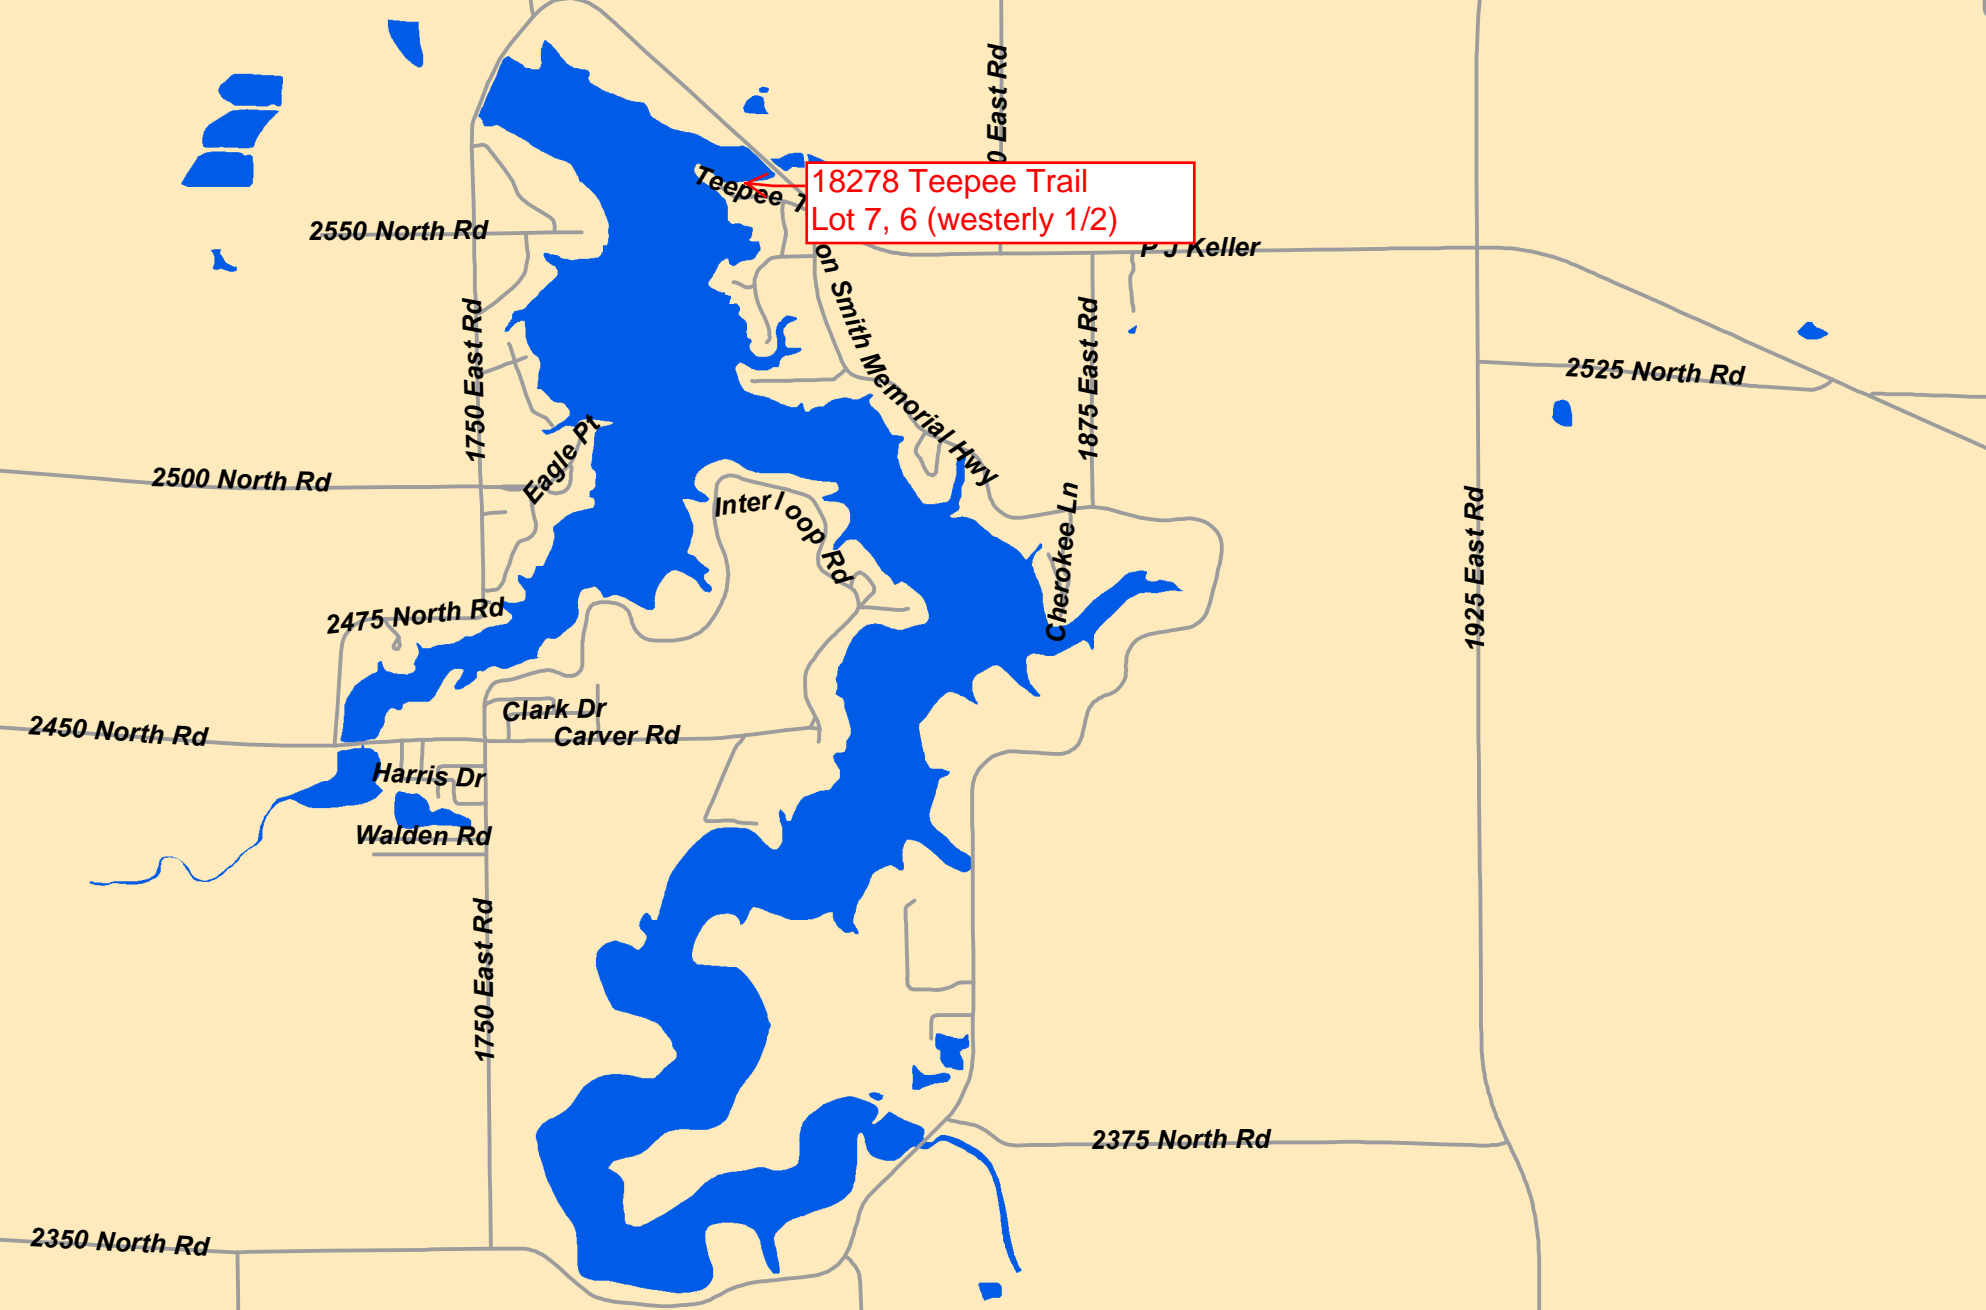 0 East Rd
Teepee T
18278 Teepee Trail
Lot 7, 6 (westerly 1/2)
2550 North Rd
P J Keller
on Smith Memorial Hwy
1750 East Rd
1875 East Rd
2525 North Rd
Eagle Pt
2500 North Rd
Inter loop Rd
Cherokee Ln
1925 East Rd
2475 North Rd
Clark Dr
2450 North Rd
Carver Rd
Harris Dr
Walden Rd
1750 East Rd
2375 North Rd
2350 North Rd